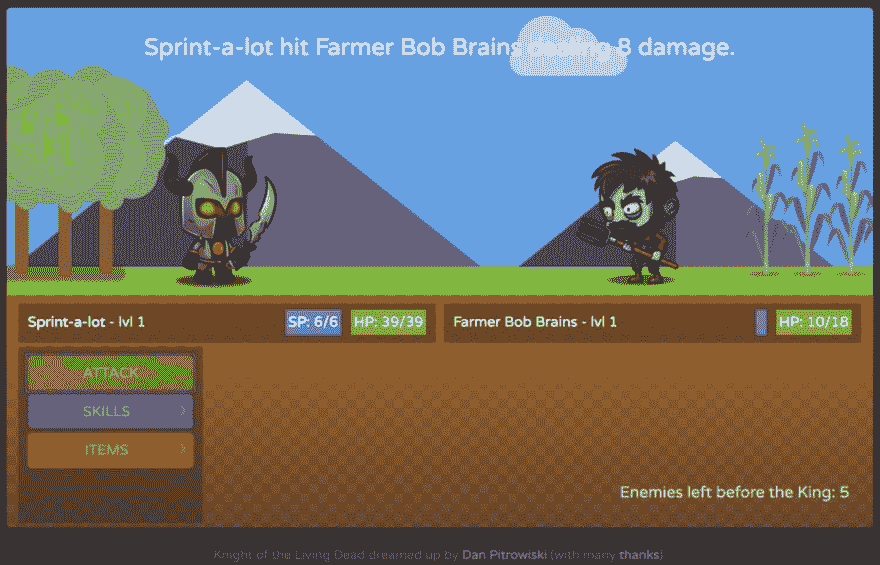 Sprint-a-lot hit Farmer Bob Brains causing 8 damage.
Sprint-a-lot - lvl 1
SP: 6/6
HP: 39/39
Farmer Bob Brains - lvl 1
HP: 10/18
ATTACK
SKILLS
ITEMS
Enemies left before the King: 5
Knight of the Living Dead dreamed up by Dan Pitrowiski (with many thanks)